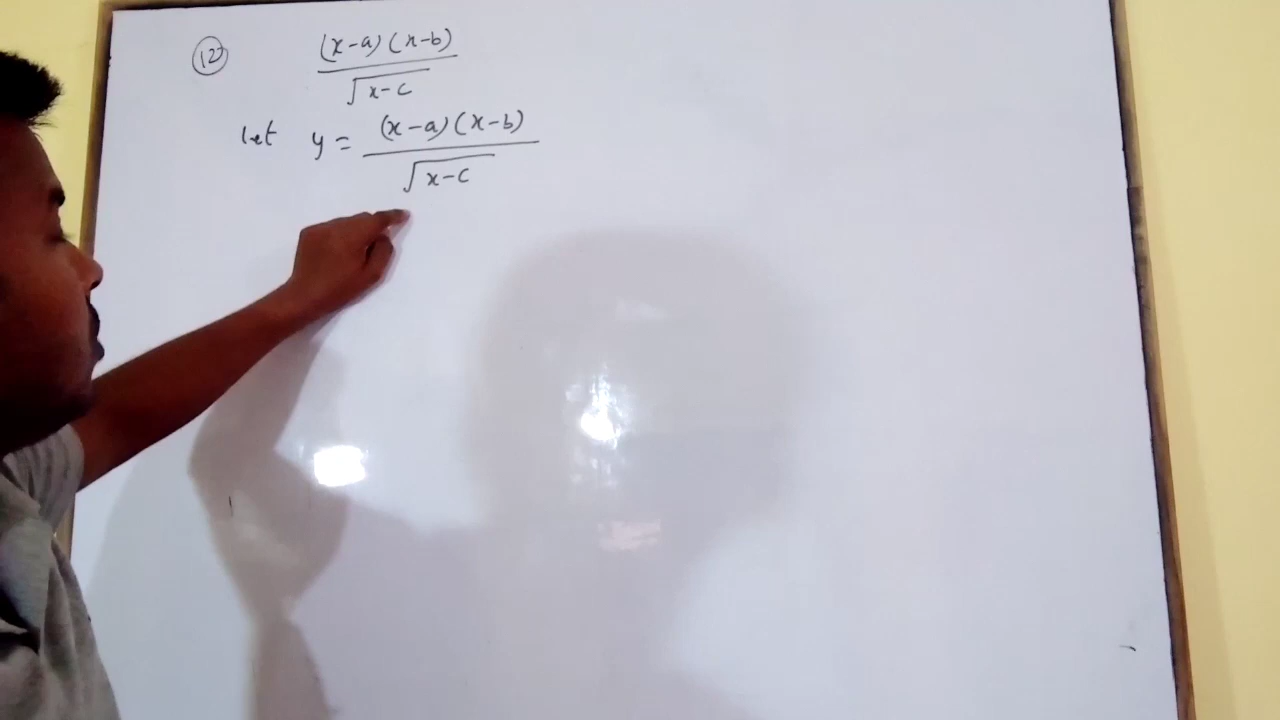 (12) (x-a)(x-b) / √x-c
let y = (x-a)(x-b) / √x-c